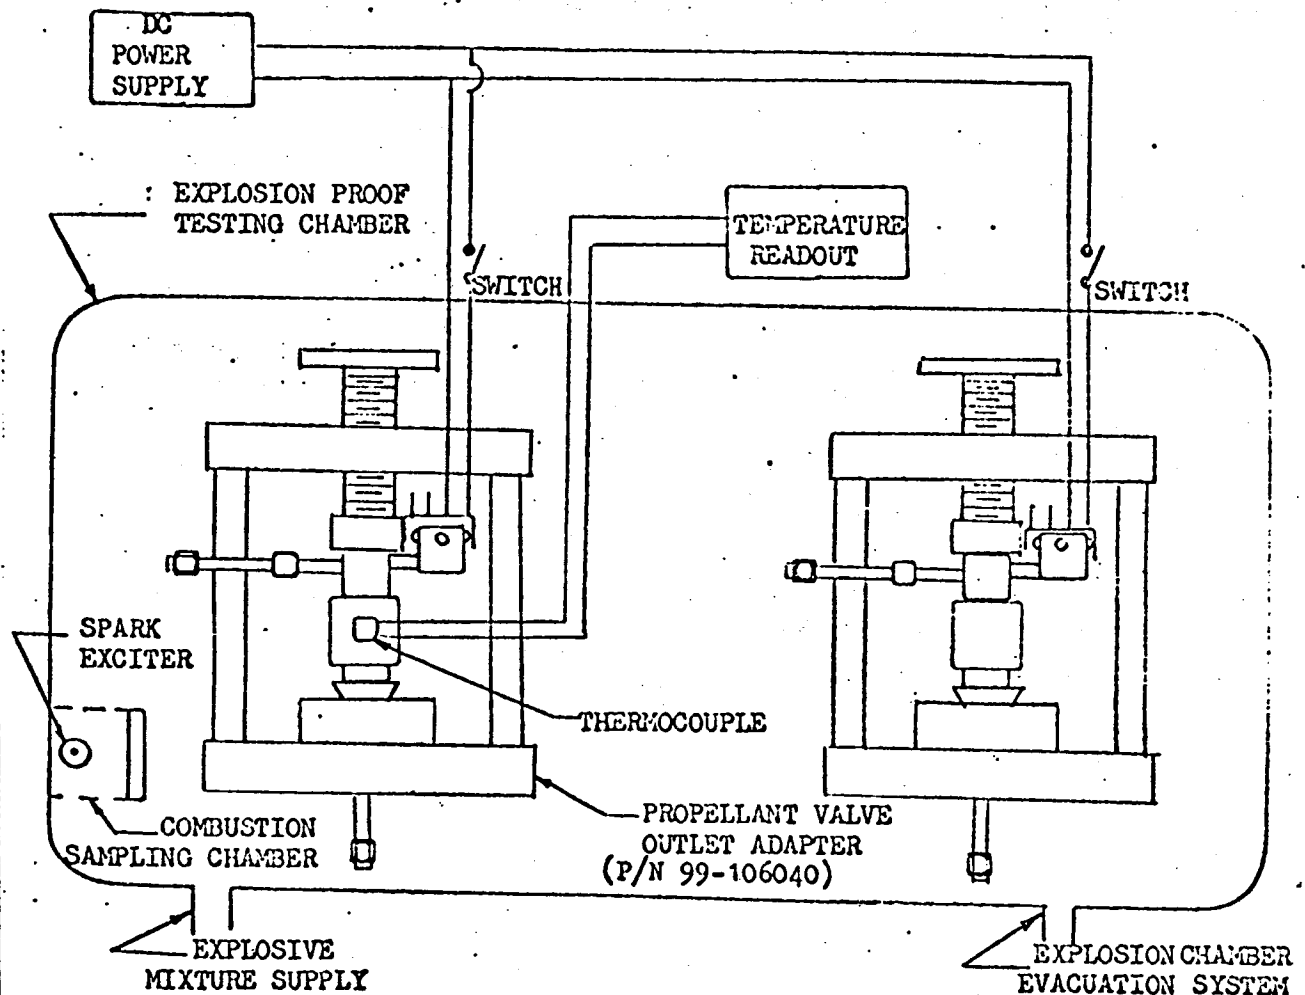 DC
POWER
SUPPLY
: EXPLOSION PROOF
TESTING CHAMBER
TEMPERATURE
READOUT
SWITCH
SWITCH
SPARK
EXCITER
THERMOCOUPLE
PROPELLANT VALVE
OUTLET ADAPTER
(P/N 99-106040)
COMBUSTION
SAMPLING CHAMBER
EXPLOSIVE
MIXTURE SUPPLY
EXPLOSION CHAMBER
EVACUATION SYSTEM